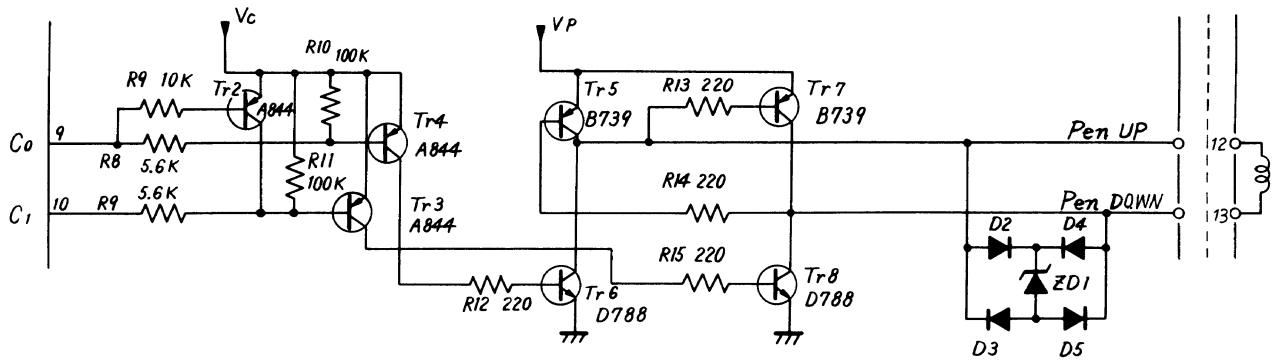 Vc
VP
R10 100K
R9 10K
Tr2
A844
Tr5
B739
R13 220
Tr7
B739
Tr4
A844
Co 9
R8 5.6K
Pen UP
12
R11
100K
R14 220
C1 10
R9 5.6K
Tr3
A844
Pen DOWN
13
D2
D4
R15 220
ZD1
R12 220
Tr6
D788
Tr8
D788
D3
D5